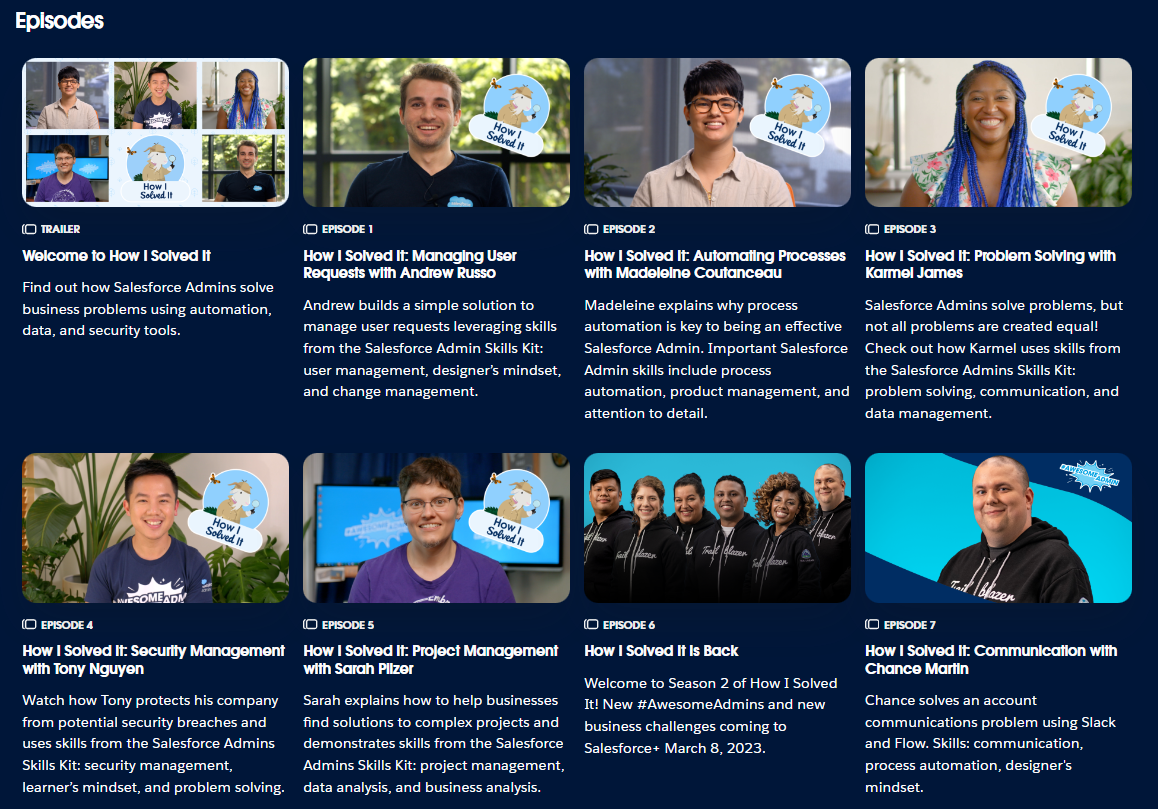 Episodes
How I
Solved It
How I
Solved It
How I
Solved It
How I
Solved It
TRAILER
EPISODE 1
EPISODE 2
EPISODE 3
Welcome to How I Solved It
How I Solved It: Managing User
Requests with Andrew Russo
How I Solved It: Automating Processes
with Madeleine Coutanceau
How I Solved It: Problem Solving with
Karmel James
Find out how Salesforce Admins solve
business problems using automation,
data, and security tools.
Andrew builds a simple solution to
manage user requests leveraging skills
from the Salesforce Admin Skills Kit:
user management, designer’s mindset,
and change management.
Madeleine explains why process
automation is key to being an effective
Salesforce Admin. Important Salesforce
Admin skills include process
automation, product management, and
attention to detail.
Salesforce Admins solve problems, but
not all problems are created equal!
Check out how Karmel uses skills from
the Salesforce Admins Skills Kit:
problem solving, communication, and
data management.
How I
Solved It
How I
Solved It
Trail blazer
#AWESOMEADMIN
Trail blazer
EPISODE 4
EPISODE 5
EPISODE 6
EPISODE 7
How I Solved It: Security Management
with Tony Nguyen
How I Solved It: Project Management
with Sarah Pilzer
How I Solved It Is Back
How I Solved It: Communication with
Chance Martin
Watch how Tony protects his company
from potential security breaches and
uses skills from the Salesforce Admins
Skills Kit: security management,
learner’s mindset, and problem solving.
Sarah explains how to help businesses
find solutions to complex projects and
demonstrates skills from the Salesforce
Admins Skills Kit: project management,
data analysis, and business analysis.
Welcome to Season 2 of How I Solved
It! New #AwesomeAdmins and new
business challenges coming to
Salesforce+ March 8, 2023.
Chance solves an account
communications problem using Slack
and Flow. Skills: communication,
process automation, designer's
mindset.